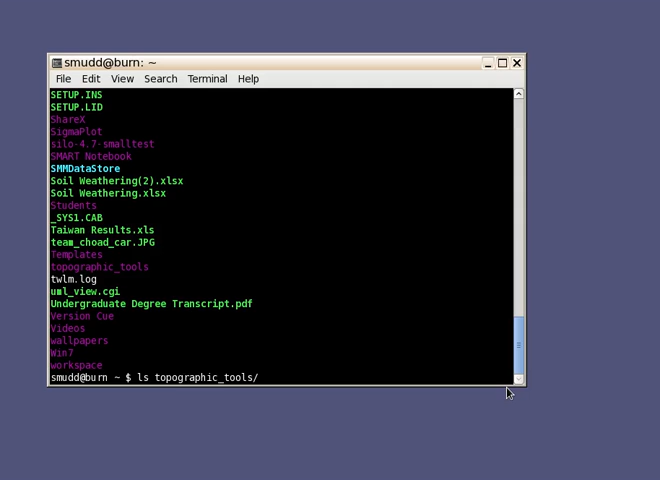 smudd@burn: ~
File Edit View Search Terminal Help
SETUP.INS
SETUP.LID
ShareX
SigmaPlot
silo-4.7-smalltest
SMART Notebook
SMMDataStore
Soil Weathering(2).xlsx
Soil Weathering.xlsx
Students
_SYS1.CAB
Taiwan Results.xls
team_choad_car.JPG
Templates
topographic_tools
twlm.log
uml_view.cgi
Undergraduate Degree Transcript.pdf
Version Cue
Videos
wallpapers
Win7
workspace
smudd@burn ~ $ ls topographic_tools/